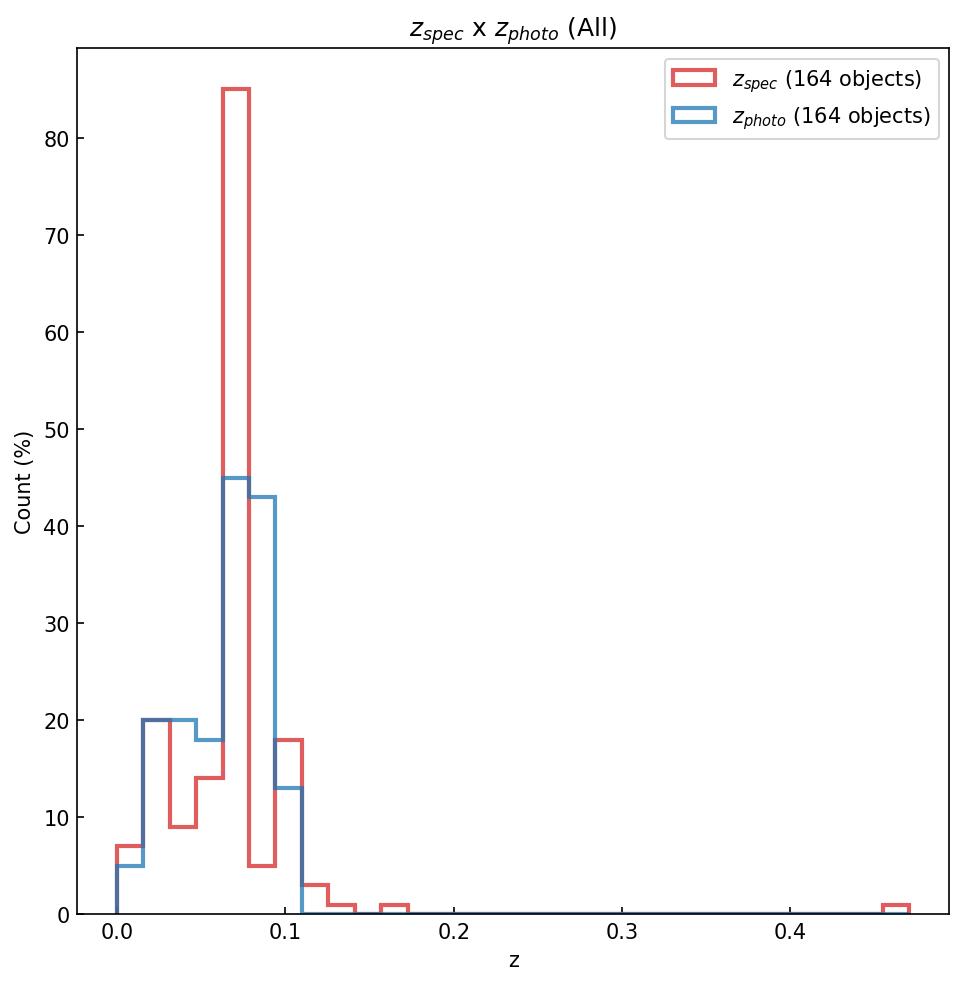 z_spec x z_photo (All)
z_spec (164 objects)
z_photo (164 objects)
Count (%)
80
70
60
50
40
30
20
10
0
0.0 0.1 0.2 0.3 0.4
z